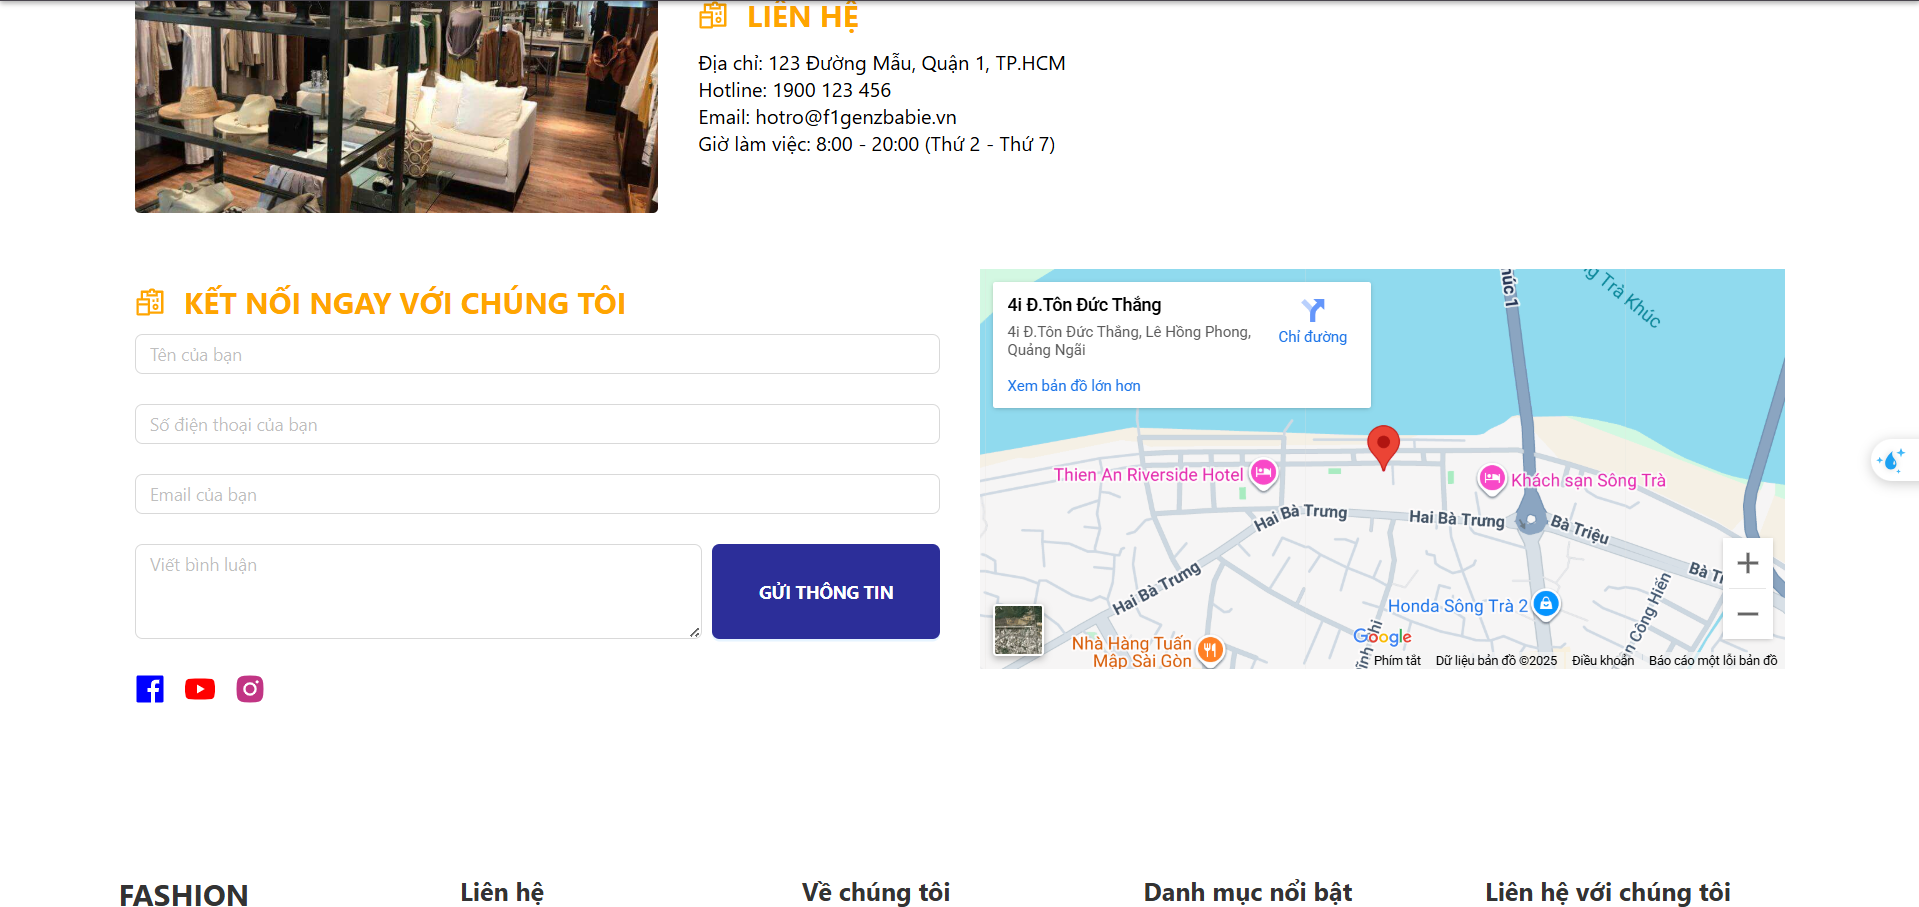 LIÊN HỆ
Địa chỉ: 123 Đường Mẫu, Quận 1, TP.HCM
Hotline: 1900 123 456
Email: hotro@f1genzbabie.vn
Giờ làm việc: 8:00 - 20:00 (Thứ 2 - Thứ 7)
KẾT NỐI NGAY VỚI CHÚNG TÔI
Tên của bạn
Số điện thoại của bạn
Email của bạn
Viết bình luận
GỬI THÔNG TIN
4i Đ.Tôn Đức Thắng
4i Đ.Tôn Đức Thắng, Lê Hồng Phong,
Quảng Ngãi
Chỉ đường
Xem bản đồ lớn hơn
Trà Khúc
Thien An Riverside Hotel
Khách sạn Sông Trà
Hai Bà Trưng
Hai Bà Trưng
Bà Triệu
Hai Bà Trưng
Honda Sông Trà 2
Công Hiến
Nhà Hàng Tuấn
Mập Sài Gòn
Google
Phím tắt
Dữ liệu bản đồ ©2025
Điều khoản
Báo cáo một lỗi bản đồ
FASHION
Liên hệ
Về chúng tôi
Danh mục nổi bật
Liên hệ với chúng tôi